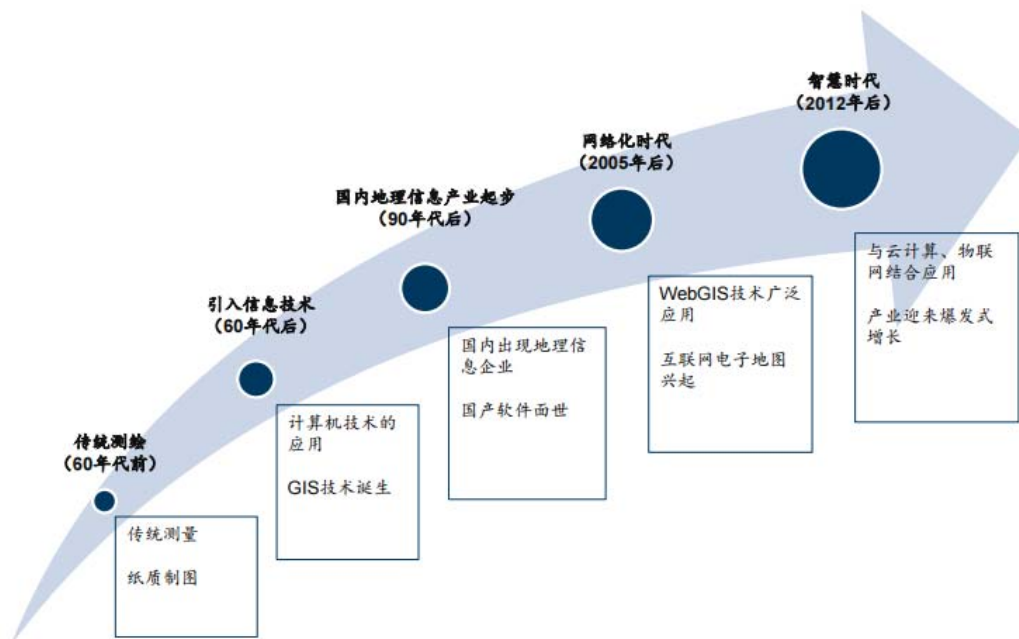 智慧时代
（2012年后）
网络化时代
（2005年后）
国内地理信息产业起步
（90年代后）
引入信息技术
（60年代后）
传统测绘
（60年代前）
传统测量
纸质制图
计算机技术的
应用
GIS技术诞生
国内出现地理信
息企业
国产软件面世
WebGIS技术广泛
应用
互联网电子地图
兴起
与云计算、物联
网结合应用
产业迎来爆发式
增长